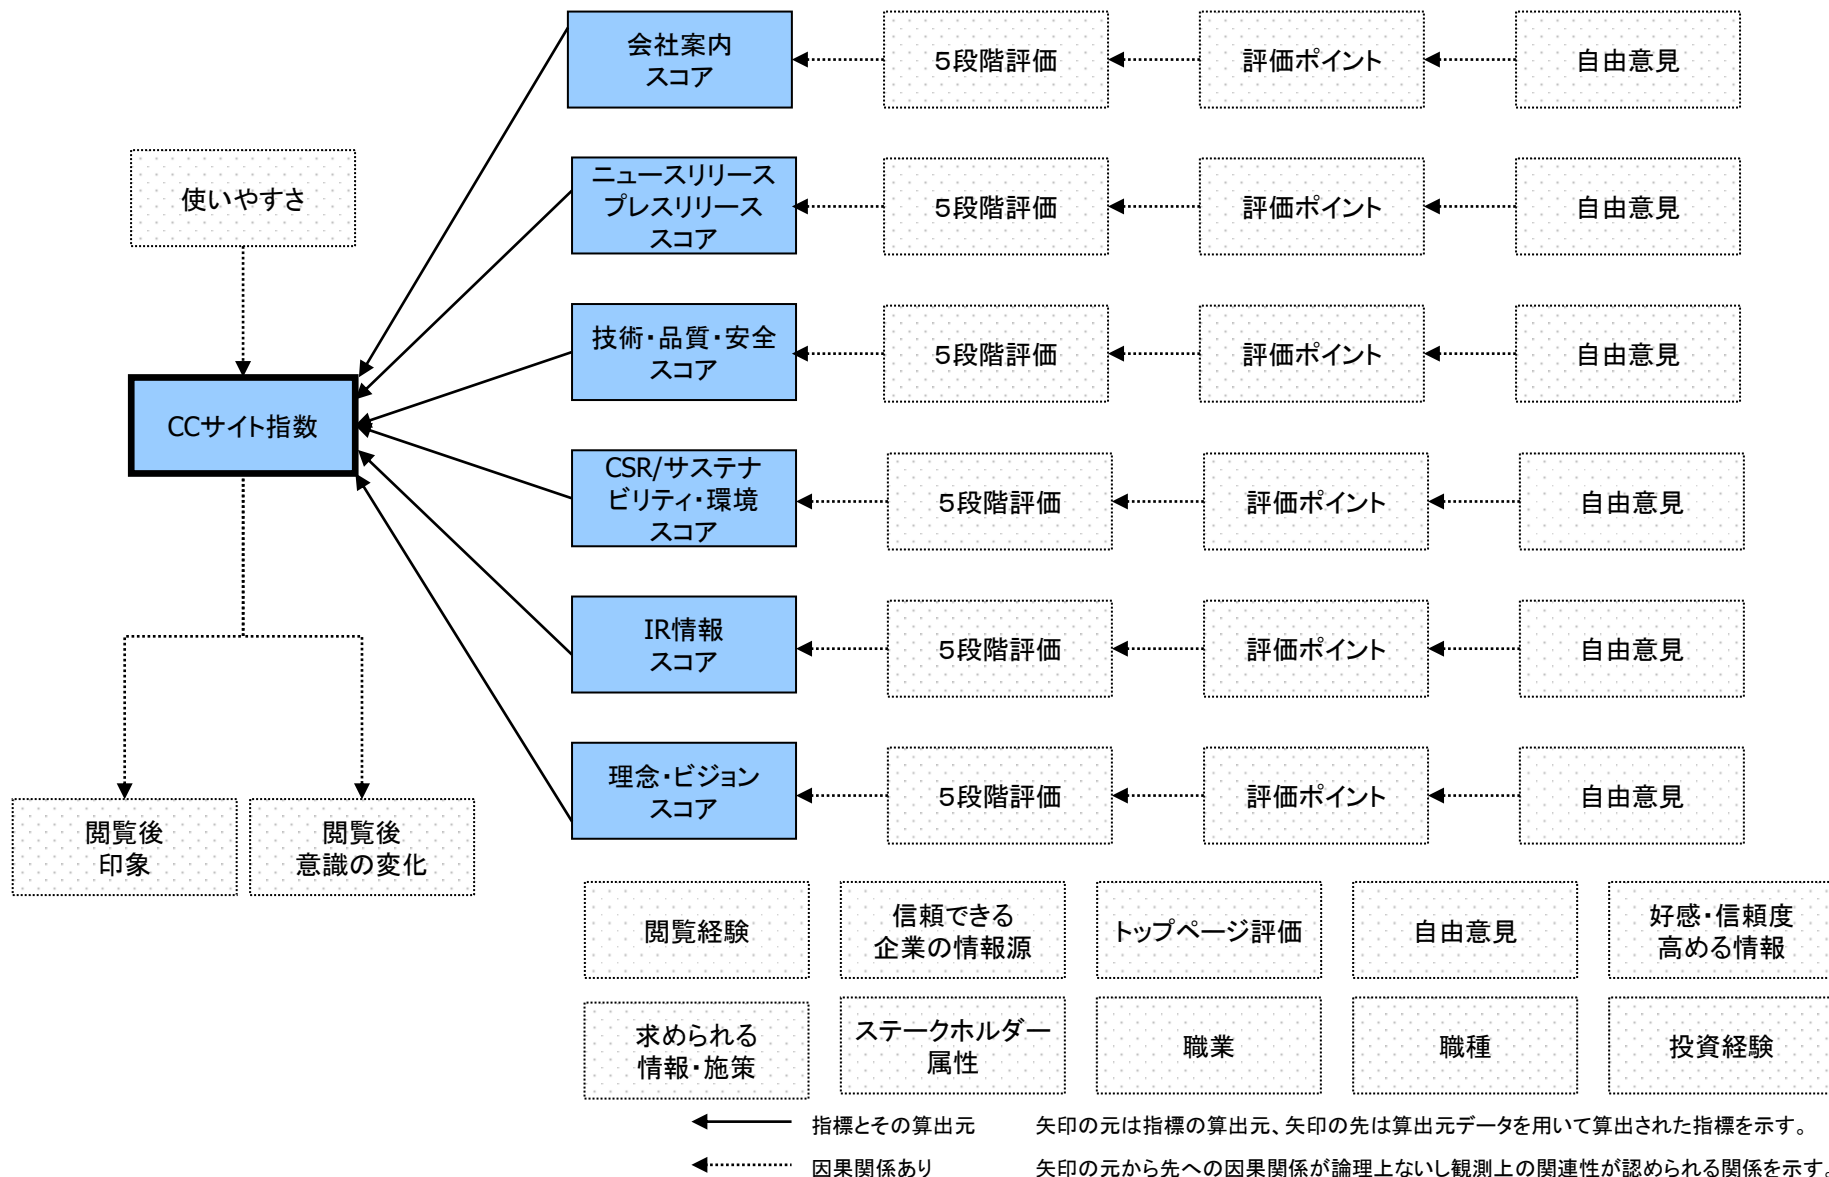 会社案内
スコア
５段階評価
評価ポイント
自由意見
使いやすさ
ニュースリリース
プレスリリース
スコア
５段階評価
評価ポイント
自由意見
技術・品質・安全
スコア
５段階評価
評価ポイント
自由意見
CCサイト指数
CSR/サステナ
ビリティ・環境
スコア
５段階評価
評価ポイント
自由意見
IR情報
スコア
５段階評価
評価ポイント
自由意見
理念・ビジョン
スコア
５段階評価
評価ポイント
自由意見
閲覧後
印象
閲覧後
意識の変化
閲覧経験
信頼できる
企業の情報源
トップページ評価
自由意見
好感・信頼度
高める情報
求められる
情報・施策
ステークホルダー
属性
職業
職種
投資経験
指標とその算出元 矢印の元は指標の算出元、矢印の先は算出元データを用いて算出された指標を示す。
因果関係あり 矢印の元から先への因果関係が論理上ないし観測上の関連性が認められる関係を示す。